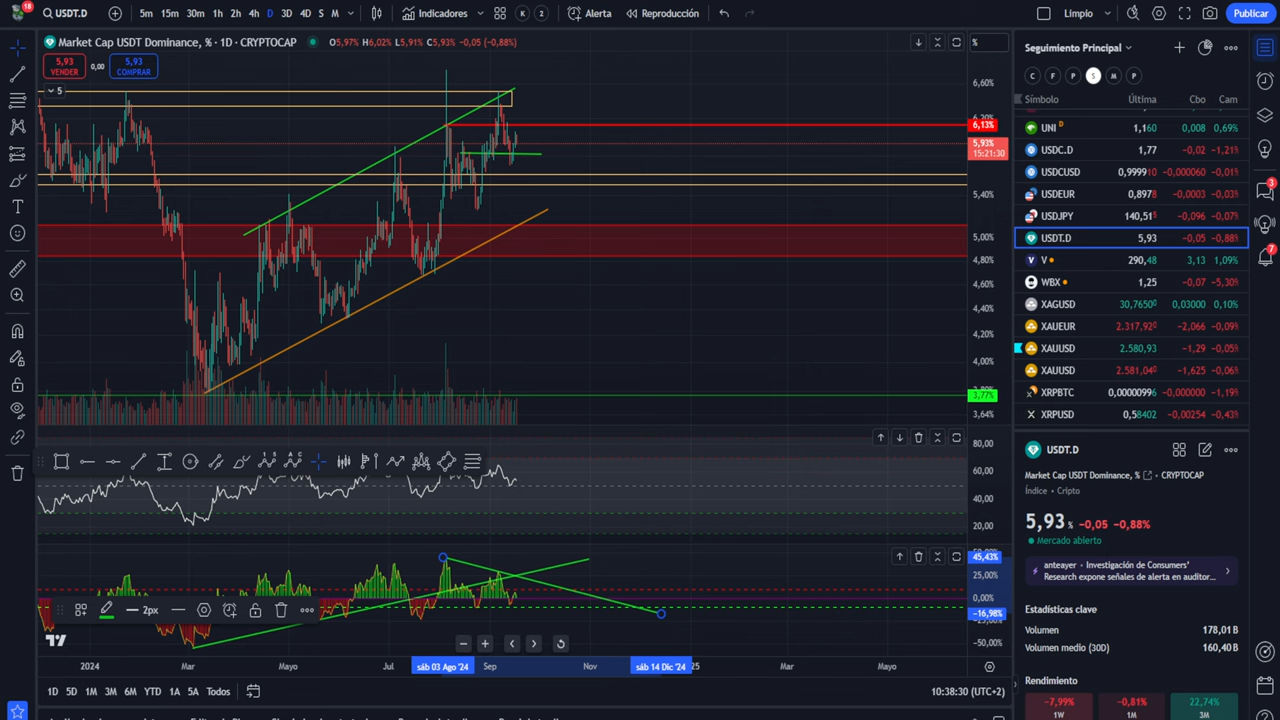 18
USDT.D
5m 15m 30m 1h 2h 4h D 3D 4D S M
Indicadores
K 2
Alerta
Reproducción
Limpio
Publicar
Market Cap USDT Dominance, % · 1D · CRYPTOCAP
O5,97% H6,02% L5,91% C5,93% -0,05 (-0,88%)
5,93
VENDER
0,00
5,93
COMPRAR
5
%
6,60%
6,13%
5,93%
15:21:30
5,40%
5,00%
4,80%
4,60%
4,40%
4,20%
4,00%
3,77%
3,64%
80,00
60,00
40,00
20,00
45,43%
25,00%
0,00%
−16,98%
−50,00%
2px
2024 Mar Mayo Jul sáb 03 Ago '24 Sep Nov sáb 14 Dic '24 25 Mar Mayo
1D 5D 1M 3M 6M YTD 1A 5A Todos
10:38:30 (UTC+2)
Seguimiento Principal
C F P S M P
Símbolo Última Cbo Cam
UNI D 1,160 0,008 0,69%
USDC.D 1,77 −0,02 −1,21%
USDCUSD 0,999910 −0,000060 −0,01%
USDEUR 0,8978 −0,0003 −0,03%
USDJPY 140,515 −0,096 −0,07%
USDT.D 5,93 −0,05 −0,88%
V 290,48 3,13 1,09%
WBX 1,25 −0,07 −5,30%
XAGUSD 30,7650 0,03000 0,10%
XAUEUR 2.317,92 −2,066 −0,09%
XAUUSD 2.580,93 −1,29 −0,05%
XAUUSD 2.581,04 −1,625 −0,06%
XRPBTC 0,00000996 −0,000000 −1,19%
XRPUSD 0,58402 −0,00254 −0,43%
USDT.D
Market Cap USDT Dominance, % · CRYPTOCAP
Índice · Cripto
5,93 % −0,05 −0,88%
Mercado abierto
anteayer · Investigación de Consumers'
Research expone señales de alerta en auditor...
Estadísticas clave
Volumen 178,01 B
Volumen medio (30D) 160,40 B
Rendimiento
−7,99% −0,81% 22,74%
1W 1M 3M
3
7